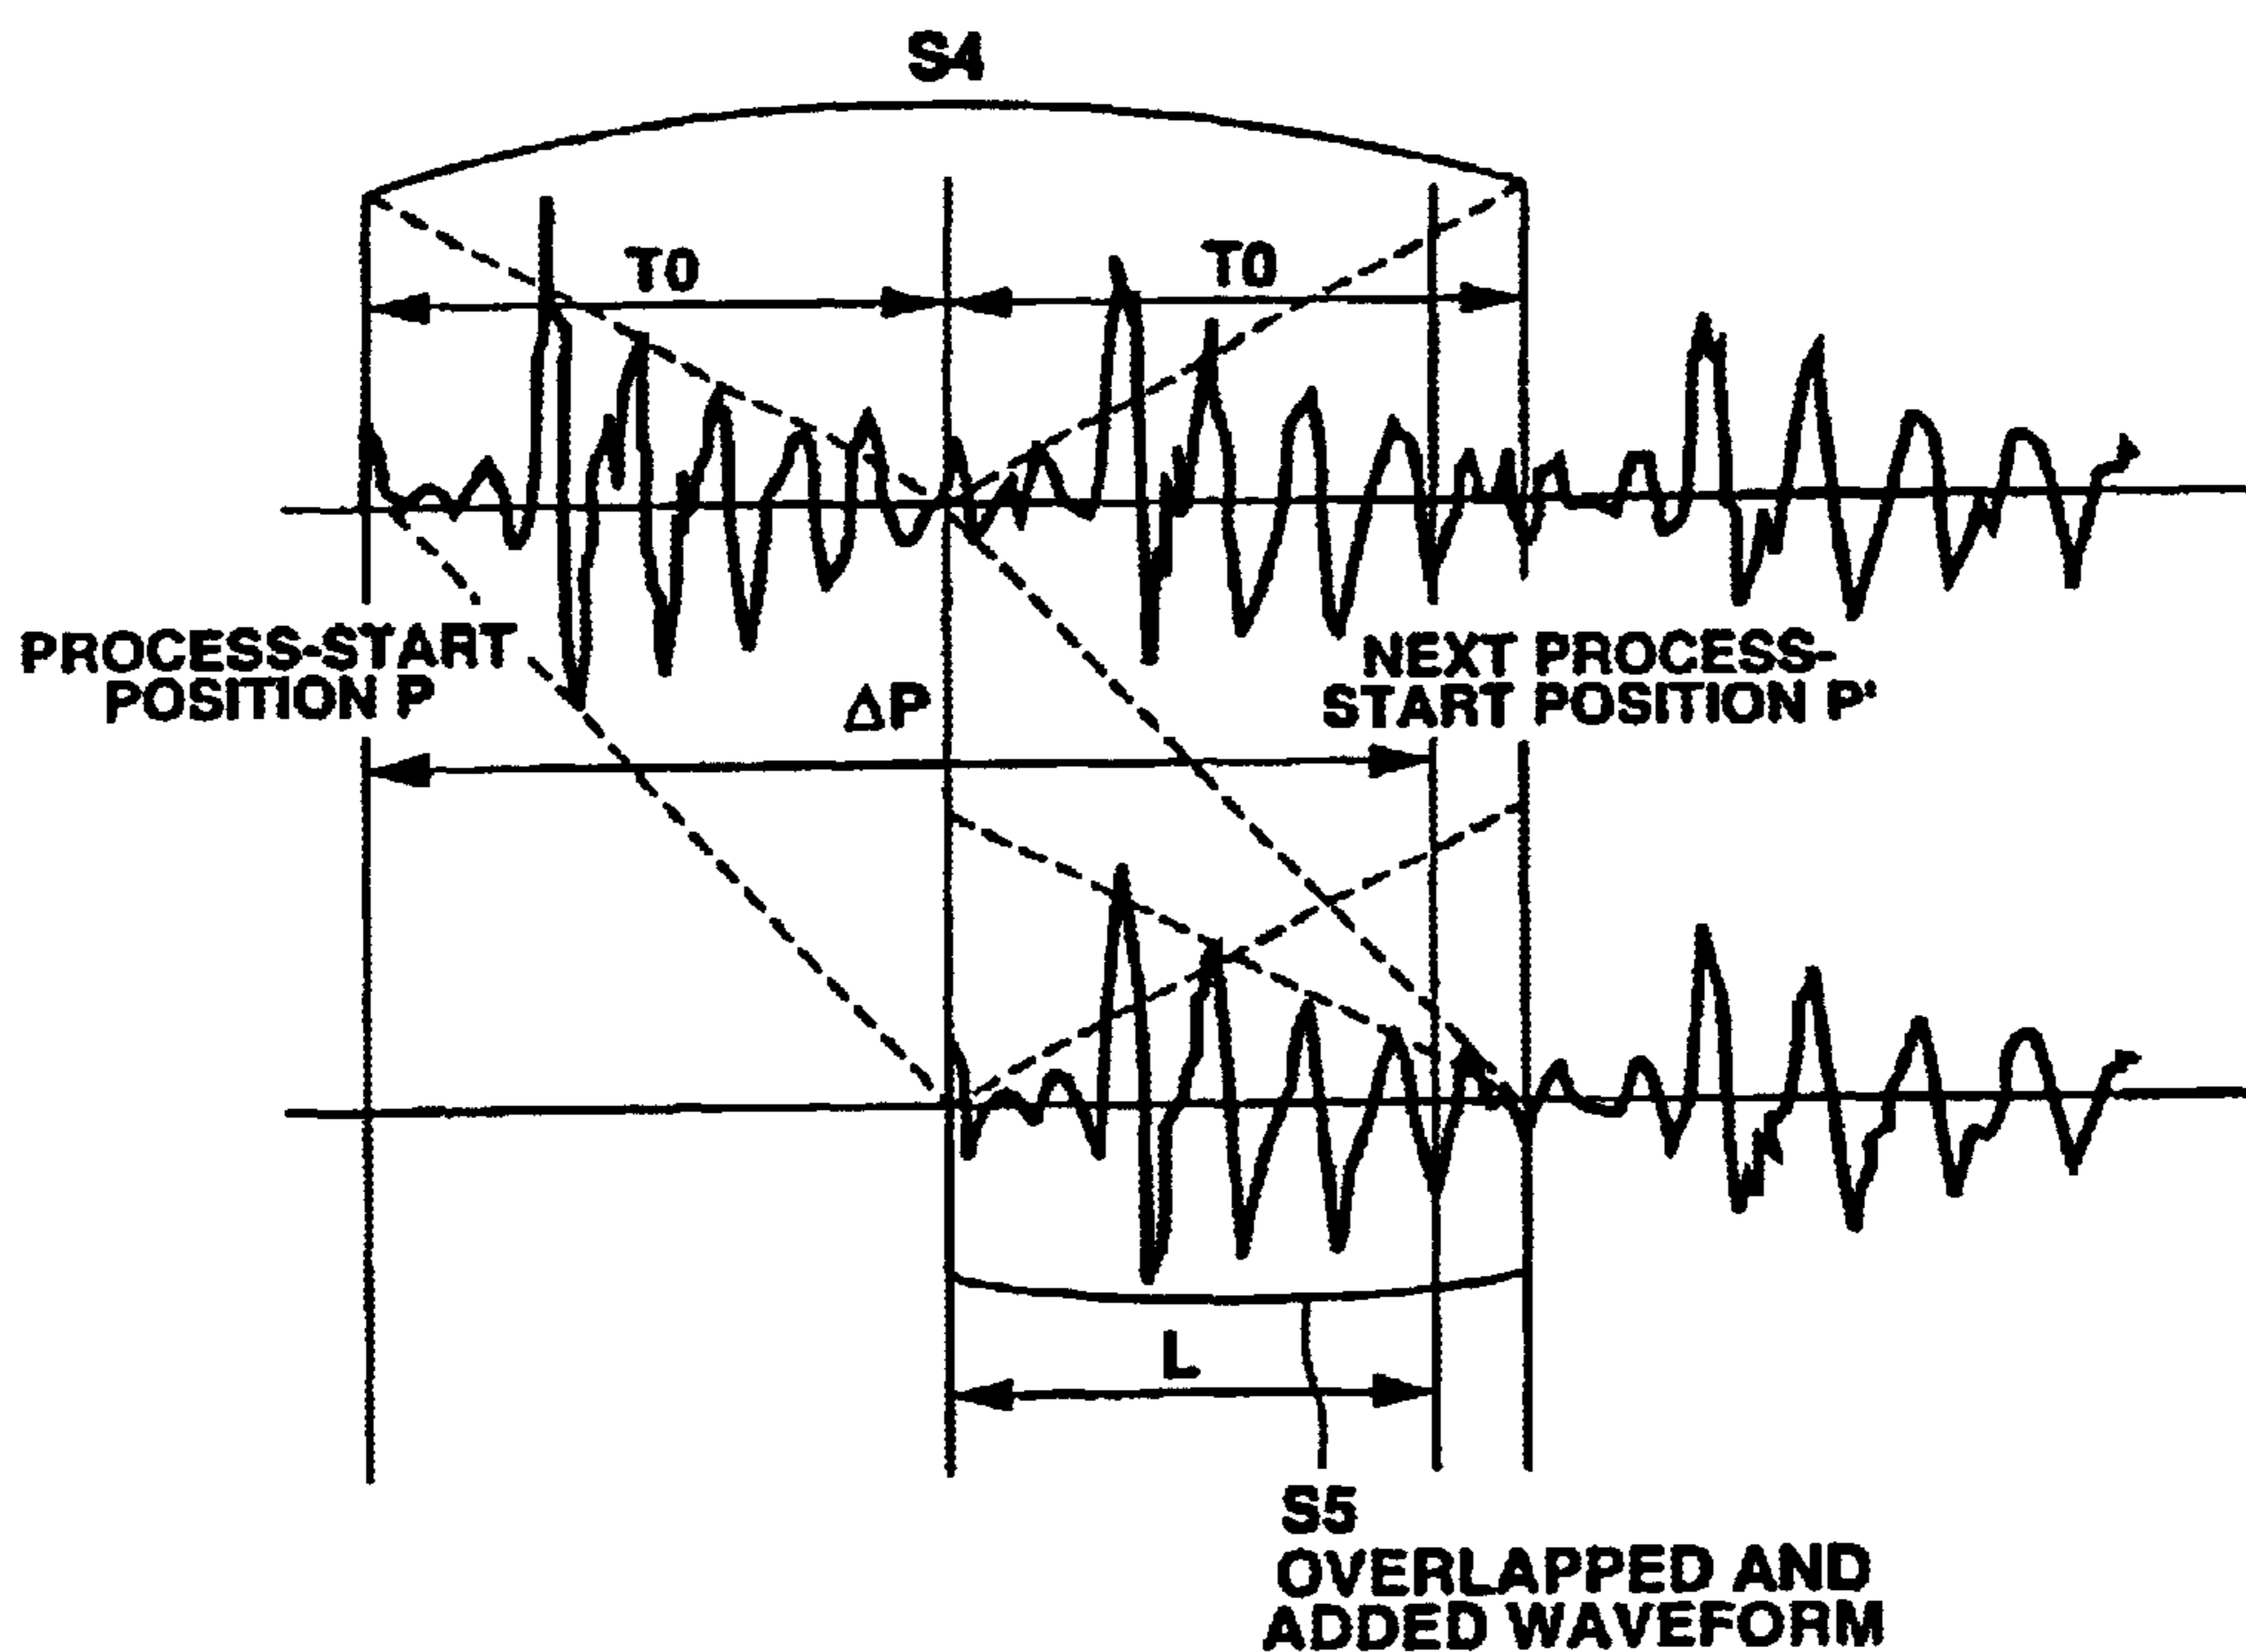 S4
T0
T0
PROCESS-START
POSITION P
ΔP
NEXT PROCESS-
START POSITION P'
L
S5
OVERLAPPED AND
ADDED WAVEFORM